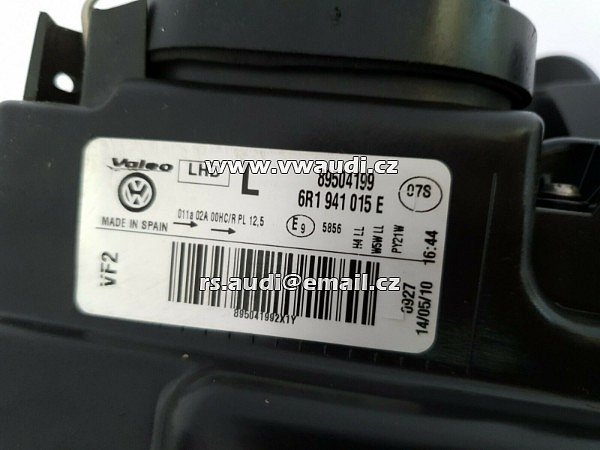 Valeo LHD L 89504199 07S
www.vwaudi.cz
6R1 941 015 E
MADE IN SPAIN 011a 02A 00HC/R PL 12,5 E9 5856 H4 LL W5W LL PY21W 16:44
VF2
rs.audi@email.cz
0927 14/05/10
895041992X1Y